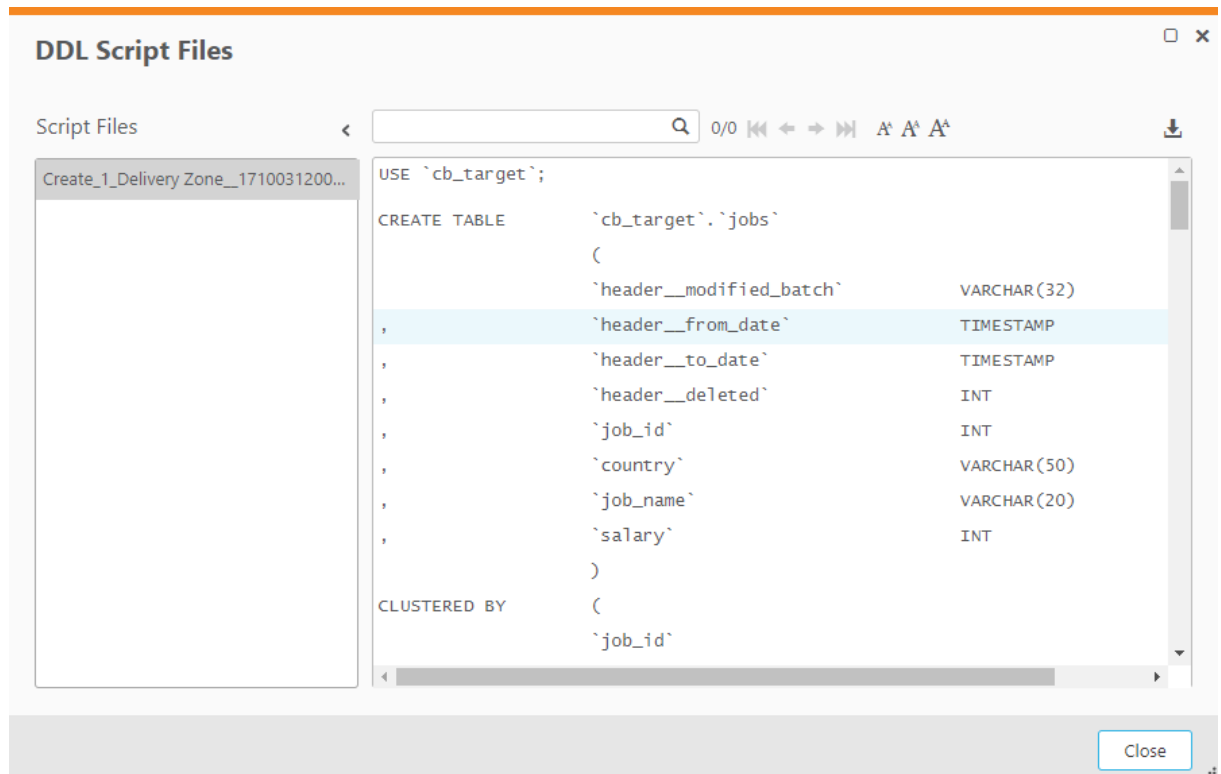 DDL Script Files
Script Files
0/0
A A A
Create_1_Delivery Zone__1710031200...
USE `cb_target`;
CREATE TABLE `cb_target`.`jobs`
(
`header__modified_batch` VARCHAR(32)
, `header__from_date` TIMESTAMP
, `header__to_date` TIMESTAMP
, `header__deleted` INT
, `job_id` INT
, `country` VARCHAR(50)
, `job_name` VARCHAR(20)
, `salary` INT
)
CLUSTERED BY (
`job_id`
Close